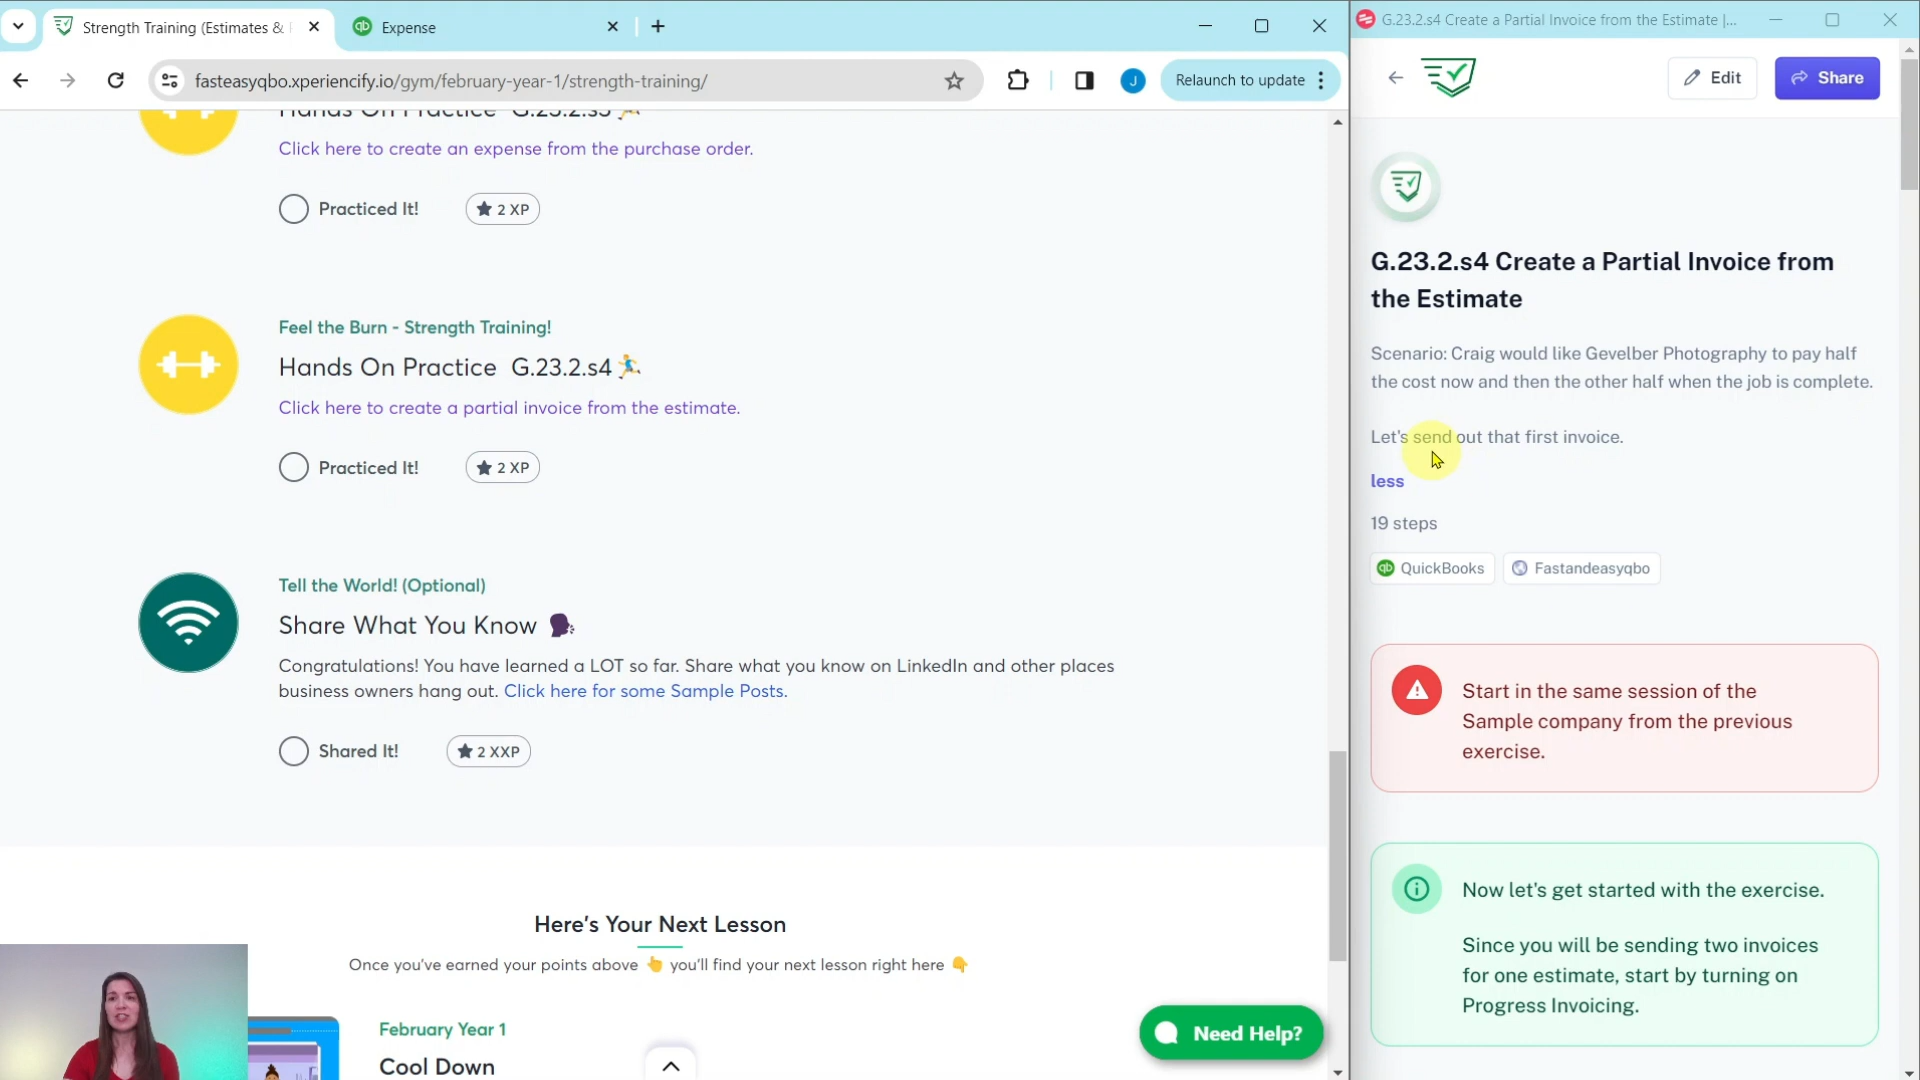 Strength Training (Estimates &
Expense
fasteasyqbo.xperiencify.io/gym/february-year-1/strength-training/
J
Relaunch to update
Hands On Practice G.23.2.s3
Click here to create an expense from the purchase order.
Practiced It!
2 XP
Feel the Burn - Strength Training!
Hands On Practice G.23.2.s4
Click here to create a partial invoice from the estimate.
Practiced It!
2 XP
Tell the World! (Optional)
Share What You Know
Congratulations! You have learned a LOT so far. Share what you know on LinkedIn and other places
business owners hang out. Click here for some Sample Posts.
Shared It!
2 XXP
Here's Your Next Lesson
Once you've earned your points above you'll find your next lesson right here
February Year 1
Cool Down
Need Help?
G.23.2.s4 Create a Partial Invoice from the Estimate |...
Edit
Share
G.23.2.s4 Create a Partial Invoice from
the Estimate
Scenario: Craig would like Gevelber Photography to pay half
the cost now and then the other half when the job is complete.
Let's send out that first invoice.
less
19 steps
qb QuickBooks
Fastandeasyqbo
Start in the same session of the
Sample company from the previous
exercise.
Now let's get started with the exercise.
Since you will be sending two invoices
for one estimate, start by turning on
Progress Invoicing.